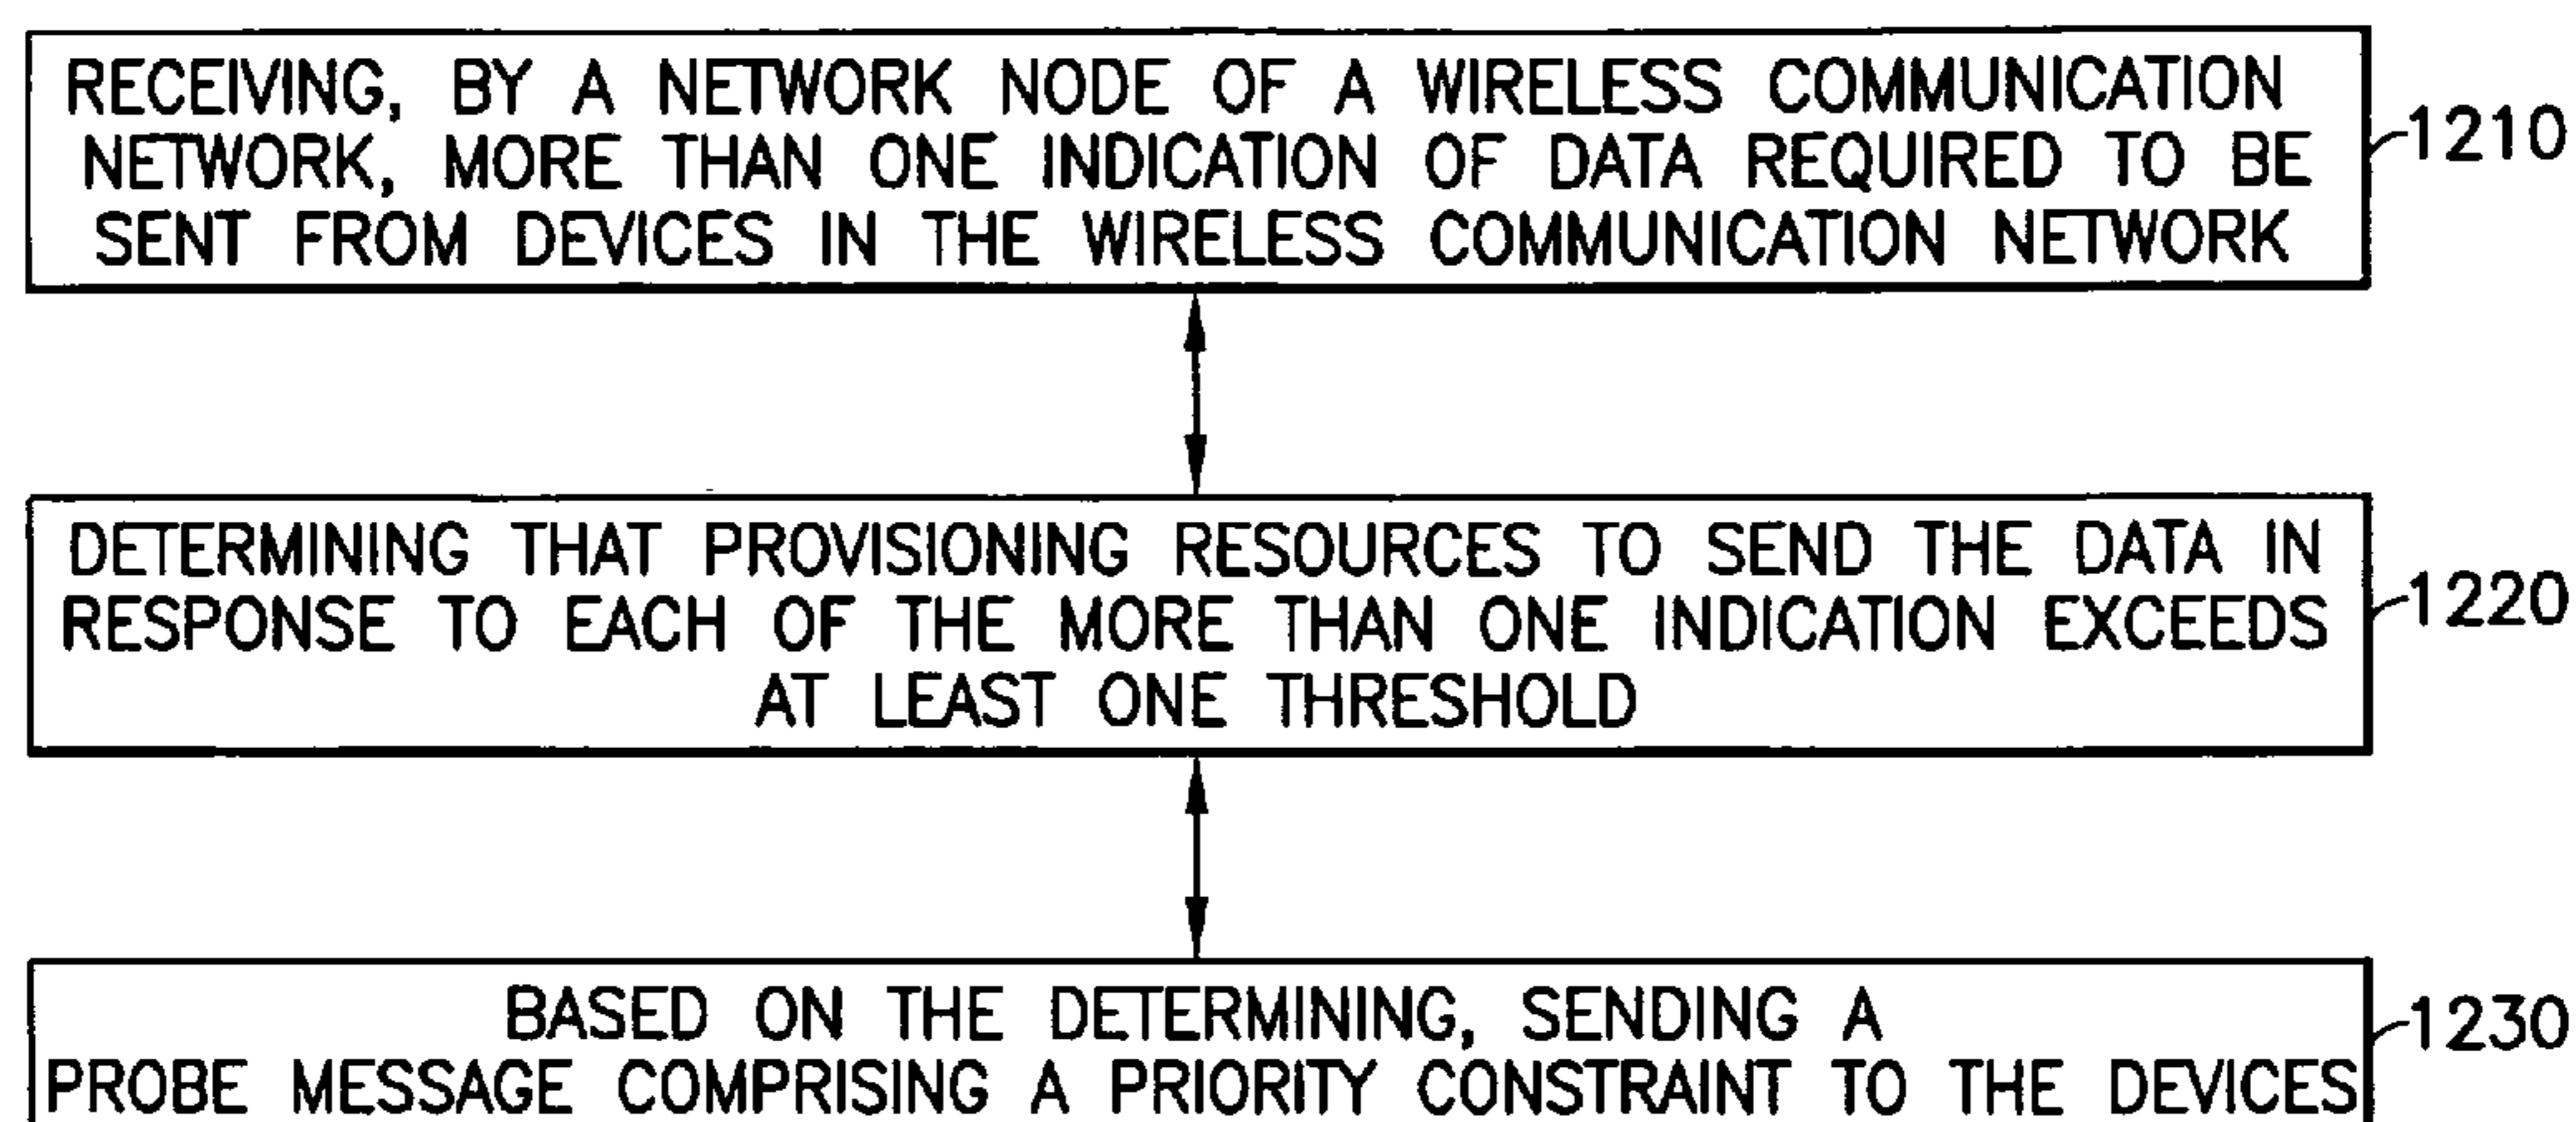 RECEIVING, BY A NETWORK NODE OF A WIRELESS COMMUNICATION
NETWORK, MORE THAN ONE INDICATION OF DATA REQUIRED TO BE
SENT FROM DEVICES IN THE WIRELESS COMMUNICATION NETWORK
1210
DETERMINING THAT PROVISIONING RESOURCES TO SEND THE DATA IN
RESPONSE TO EACH OF THE MORE THAN ONE INDICATION EXCEEDS
AT LEAST ONE THRESHOLD
1220
BASED ON THE DETERMINING, SENDING A
PROBE MESSAGE COMPRISING A PRIORITY CONSTRAINT TO THE DEVICES
1230